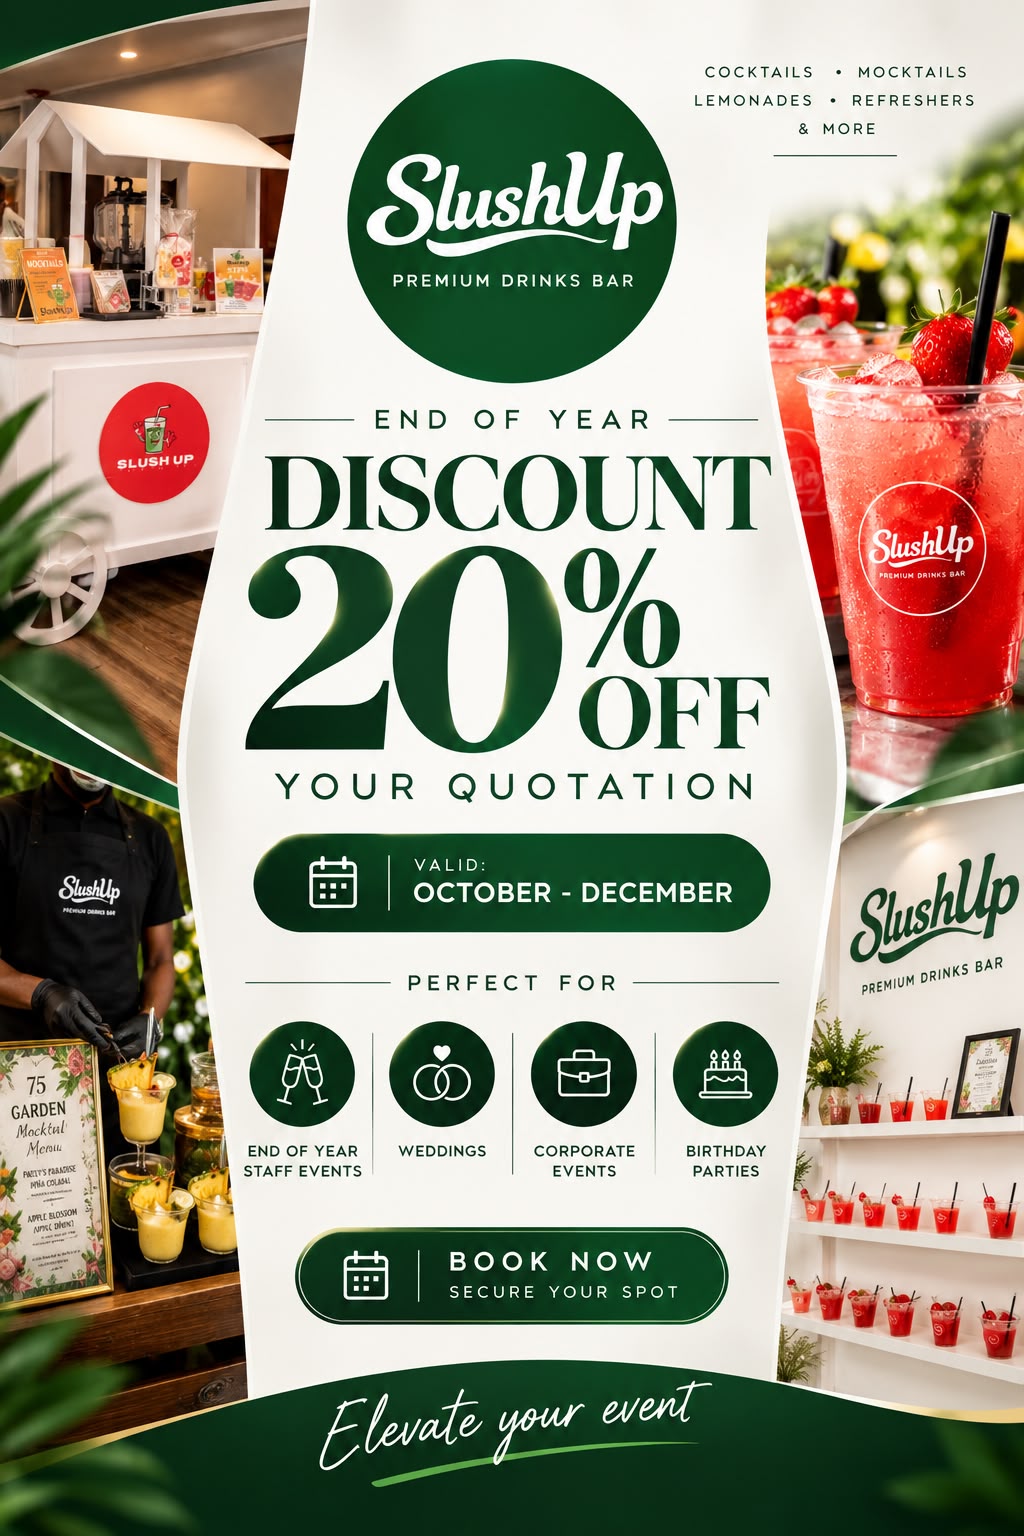 COCKTAILS • MOCKTAILS
LEMONADES • REFRESHERS
& MORE
SlushUp
PREMIUM DRINKS BAR
END OF YEAR
DISCOUNT
20% OFF
YOUR QUOTATION
VALID:
OCTOBER - DECEMBER
PERFECT FOR
END OF YEAR
STAFF EVENTS
WEDDINGS
CORPORATE
EVENTS
BIRTHDAY
PARTIES
BOOK NOW
SECURE YOUR SPOT
Elevate your event
MOCKTAILS
SLUSH UP
SlushUp
PREMIUM DRINKS BAR
SlushUp
PREMIUM DRINKS BAR
75
GARDEN
Mocktail
Menu
APPLE BLOSSOM
SlushUp
PREMIUM DRINKS BAR